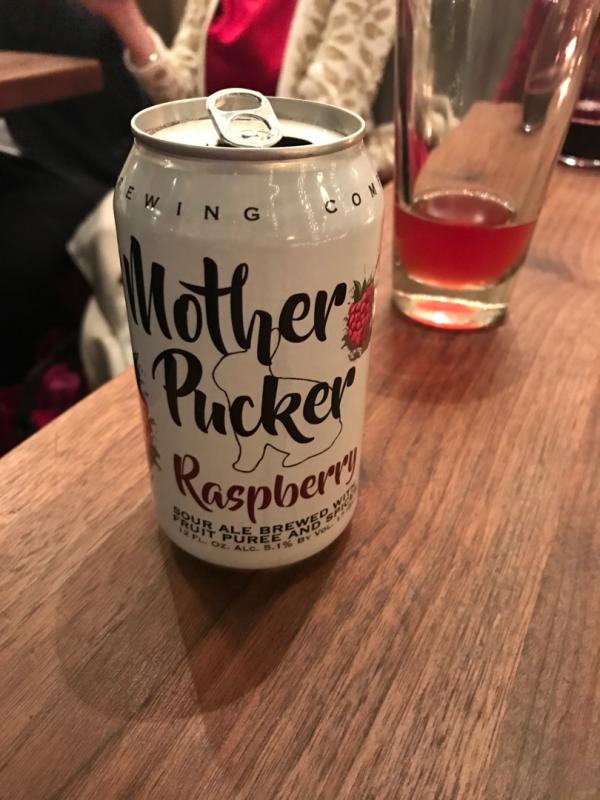 EWING COM
Mother
Pucker
Raspberry
SOUR ALE BREWED WITH
FRUIT PUREE AND SPICE
12 FL. OZ. ALC. 5.1% BY VOL.